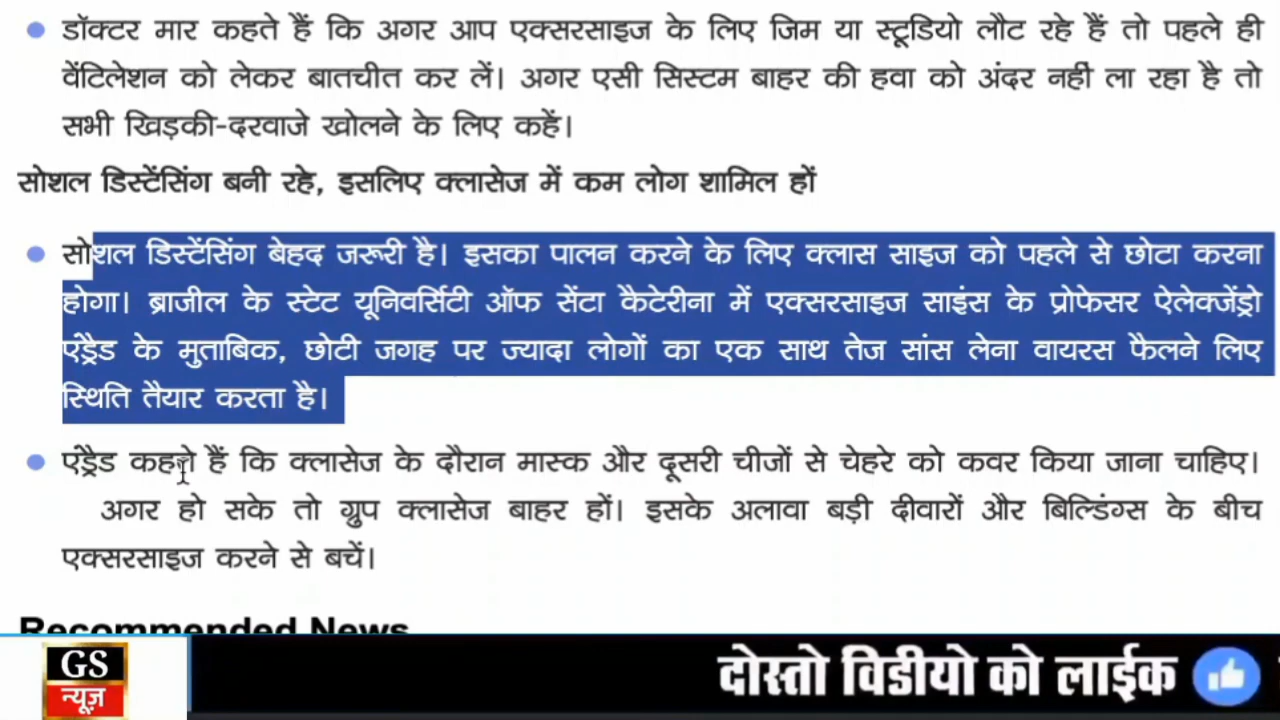 डॉक्टर मार कहते हैं कि अगर आप एक्सरसाइज के लिए जिम या स्टूडियो लौट रहे हैं तो पहले ही
वेंटिलेशन को लेकर बातचीत कर लें। अगर एसी सिस्टम बाहर की हवा को अंदर नहीं ला रहा है तो
सभी खिड़की-दरवाजे खोलने के लिए कहें।
सोशल डिस्टेंसिंग बनी रहे, इसलिए क्लासेज में कम लोग शामिल हों
सोशल डिस्टेंसिंग बेहद जरूरी है। इसका पालन करने के लिए क्लास साइज को पहले से छोटा करना
होगा। ब्राजील के स्टेट यूनिवर्सिटी ऑफ सेंटा कैटेरीना में एक्सरसाइज साइंस के प्रोफेसर ऐलेक्जेंड्रो
एंड्रैड के मुताबिक, छोटी जगह पर ज्यादा लोगों का एक साथ तेज सांस लेना वायरस फैलने लिए
स्थिति तैयार करता है।
एंड्रैड कहते हैं कि क्लासेज के दौरान मास्क और दूसरी चीजों से चेहरे को कवर किया जाना चाहिए।
अगर हो सके तो ग्रुप क्लासेज बाहर हों। इसके अलावा बड़ी दीवारों और बिल्डिंग्स के बीच
एक्सरसाइज करने से बचें।
Recommended News
GS
न्यूज़
दोस्तो विडीयो को लाईक